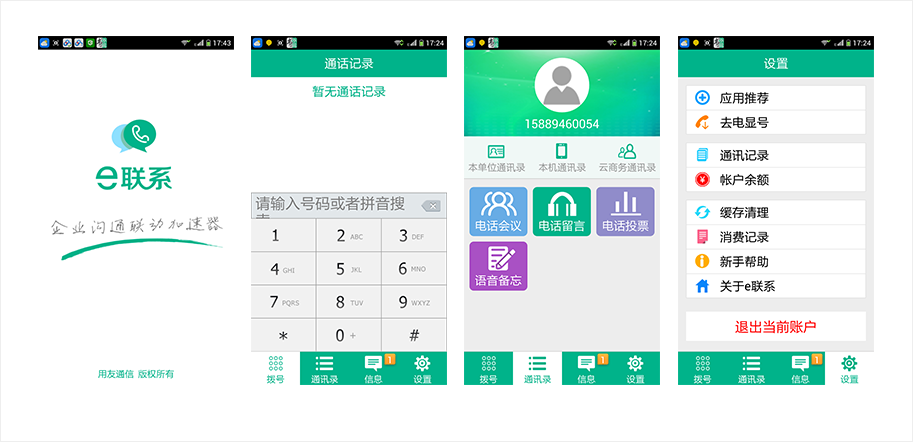 17:43
e联系
企业沟通联动加速器
用友通信 版权所有
17:24
通话记录
暂无通话记录
请输入号码或者拼音搜
1
2 ABC
3 DEF
4 GHI
5 JKL
6 MNO
7 PQRS
8 TUV
9 WXYZ
*
0 +
#
1
拨号 通讯录 信息 设置
17:24
15889460054
本单位通讯录 本机通讯录 云商务通讯录
电话会议 电话留言 电话投票
语音备忘
1
拨号 通讯录 信息 设置
17:24
设置
应用推荐
去电显号
通讯记录
帐户余额
缓存清理
消费记录
新手帮助
关于e联系
退出当前账户
1
拨号 通讯录 信息 设置